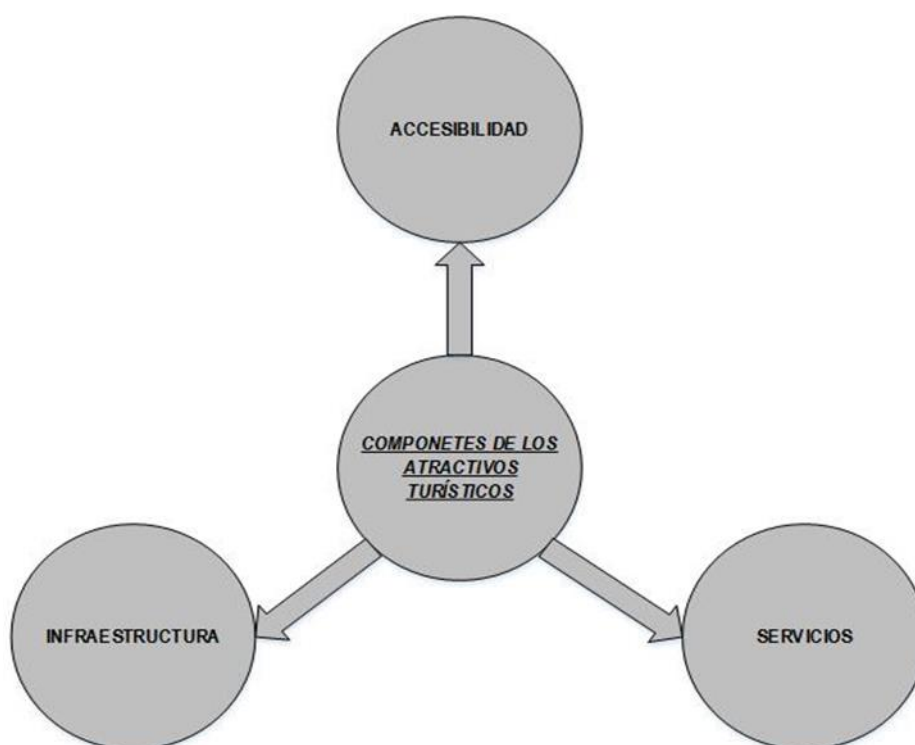 ACCESIBILIDAD
COMPONETES DE LOS
ATRACTIVOS
TURÍSTICOS
INFRAESTRUCTURA
SERVICIOS